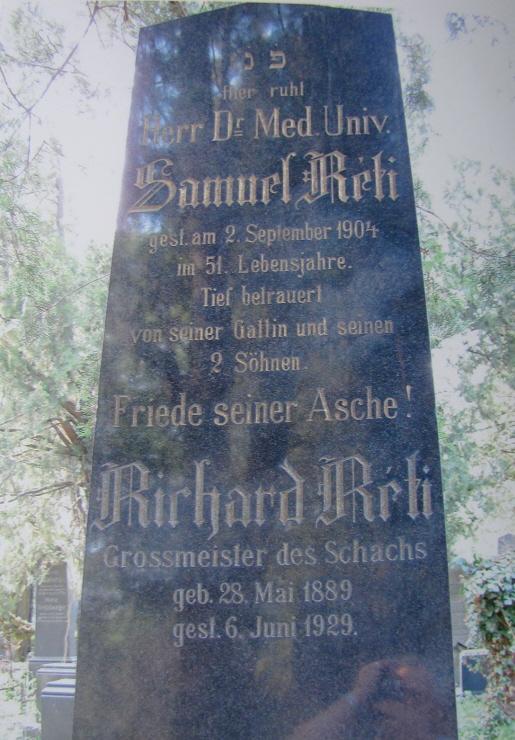 פ נ
Hier ruht
Herr Dr Med. Univ.
Samuel Réti
gest. am 2. September 1904
im 51. Lebensjahre.
Tief betrauert
von seiner Gattin und seinen
2 Söhnen.
Friede seiner Asche!
Richard Réti
Grossmeister des Schachs
geb. 28. Mai 1889
gest. 6. Juni 1929.